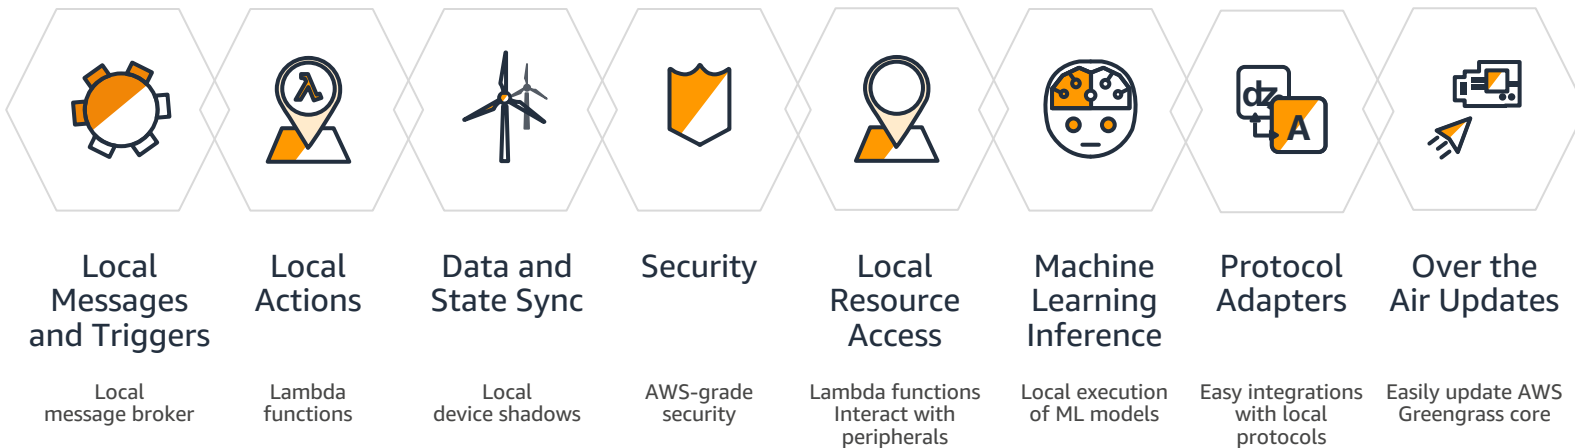 λ
dz
A
Local
Messages
and Triggers
Local
message broker
Local
Actions
Lambda
functions
Data and
State Sync
Local
device shadows
Security
AWS-grade
security
Local
Resource
Access
Lambda functions
Interact with
peripherals
Machine
Learning
Inference
Local execution
of ML models
Protocol
Adapters
Easy integrations
with local
protocols
Over the
Air Updates
Easily update AWS
Greengrass core